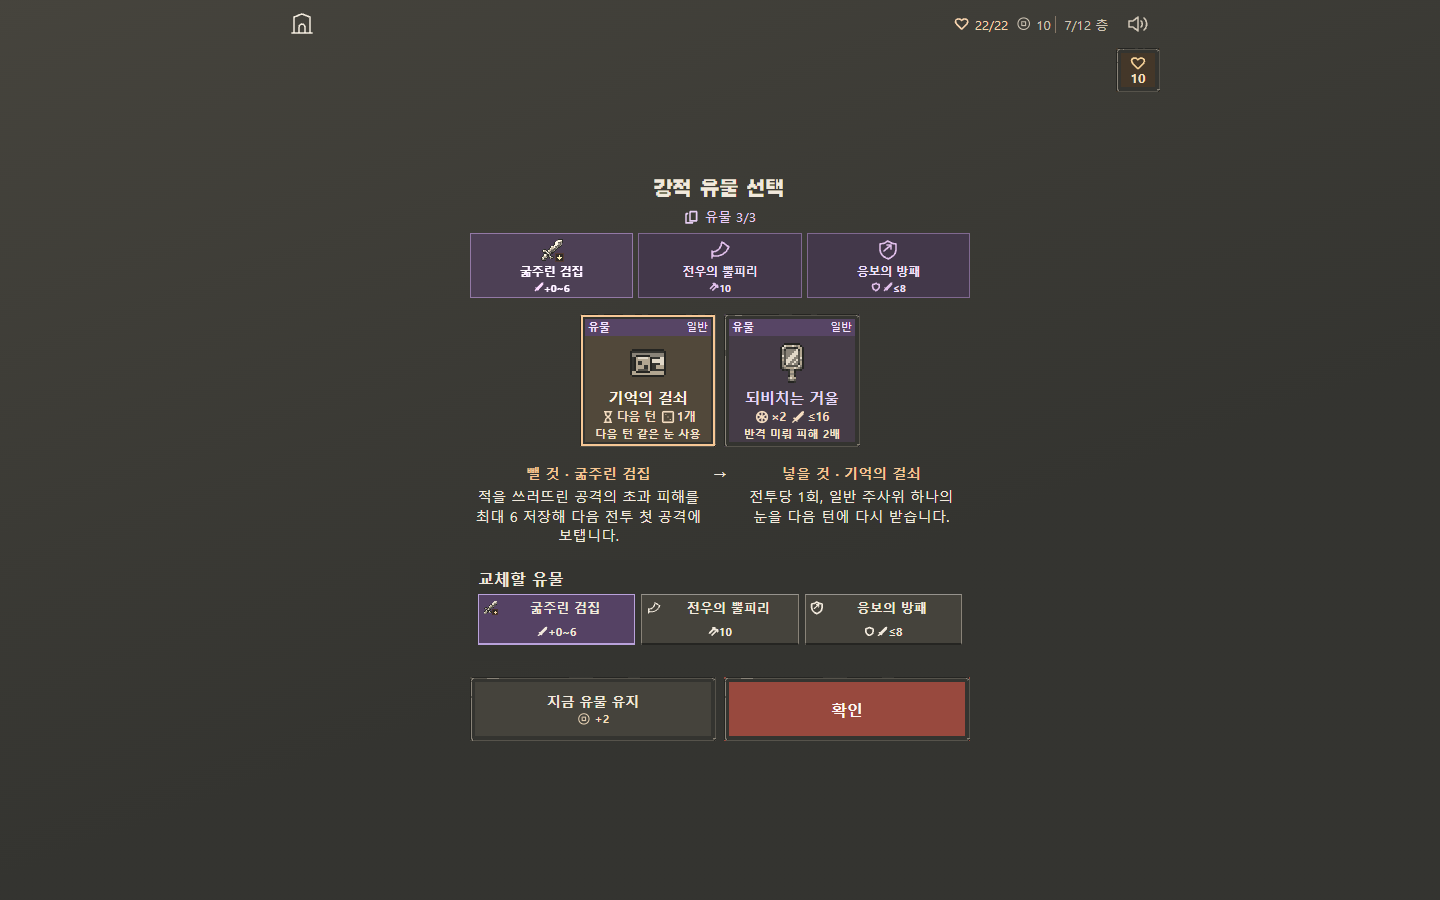 22/22 10 7/12 층
10
강적 유물 선택
유물 3/3
굶주린 검집
+0~6
전우의 뿔피리
10
응보의 방패
≤8
유물 일반
기억의 걸쇠
다음 턴 1개
다음 턴 같은 눈 사용
유물 일반
되비치는 거울
×2 ≤16
반격 미뤄 피해 2배
뺄 것 · 굶주린 검집 → 넣을 것 · 기억의 걸쇠
적을 쓰러뜨린 공격의 초과 피해를
최대 6 저장해 다음 전투 첫 공격에
보탭니다.
전투당 1회, 일반 주사위 하나의
눈을 다음 턴에 다시 받습니다.
교체할 유물
굶주린 검집
+0~6
전우의 뿔피리
10
응보의 방패
≤8
지금 유물 유지
+2
확인